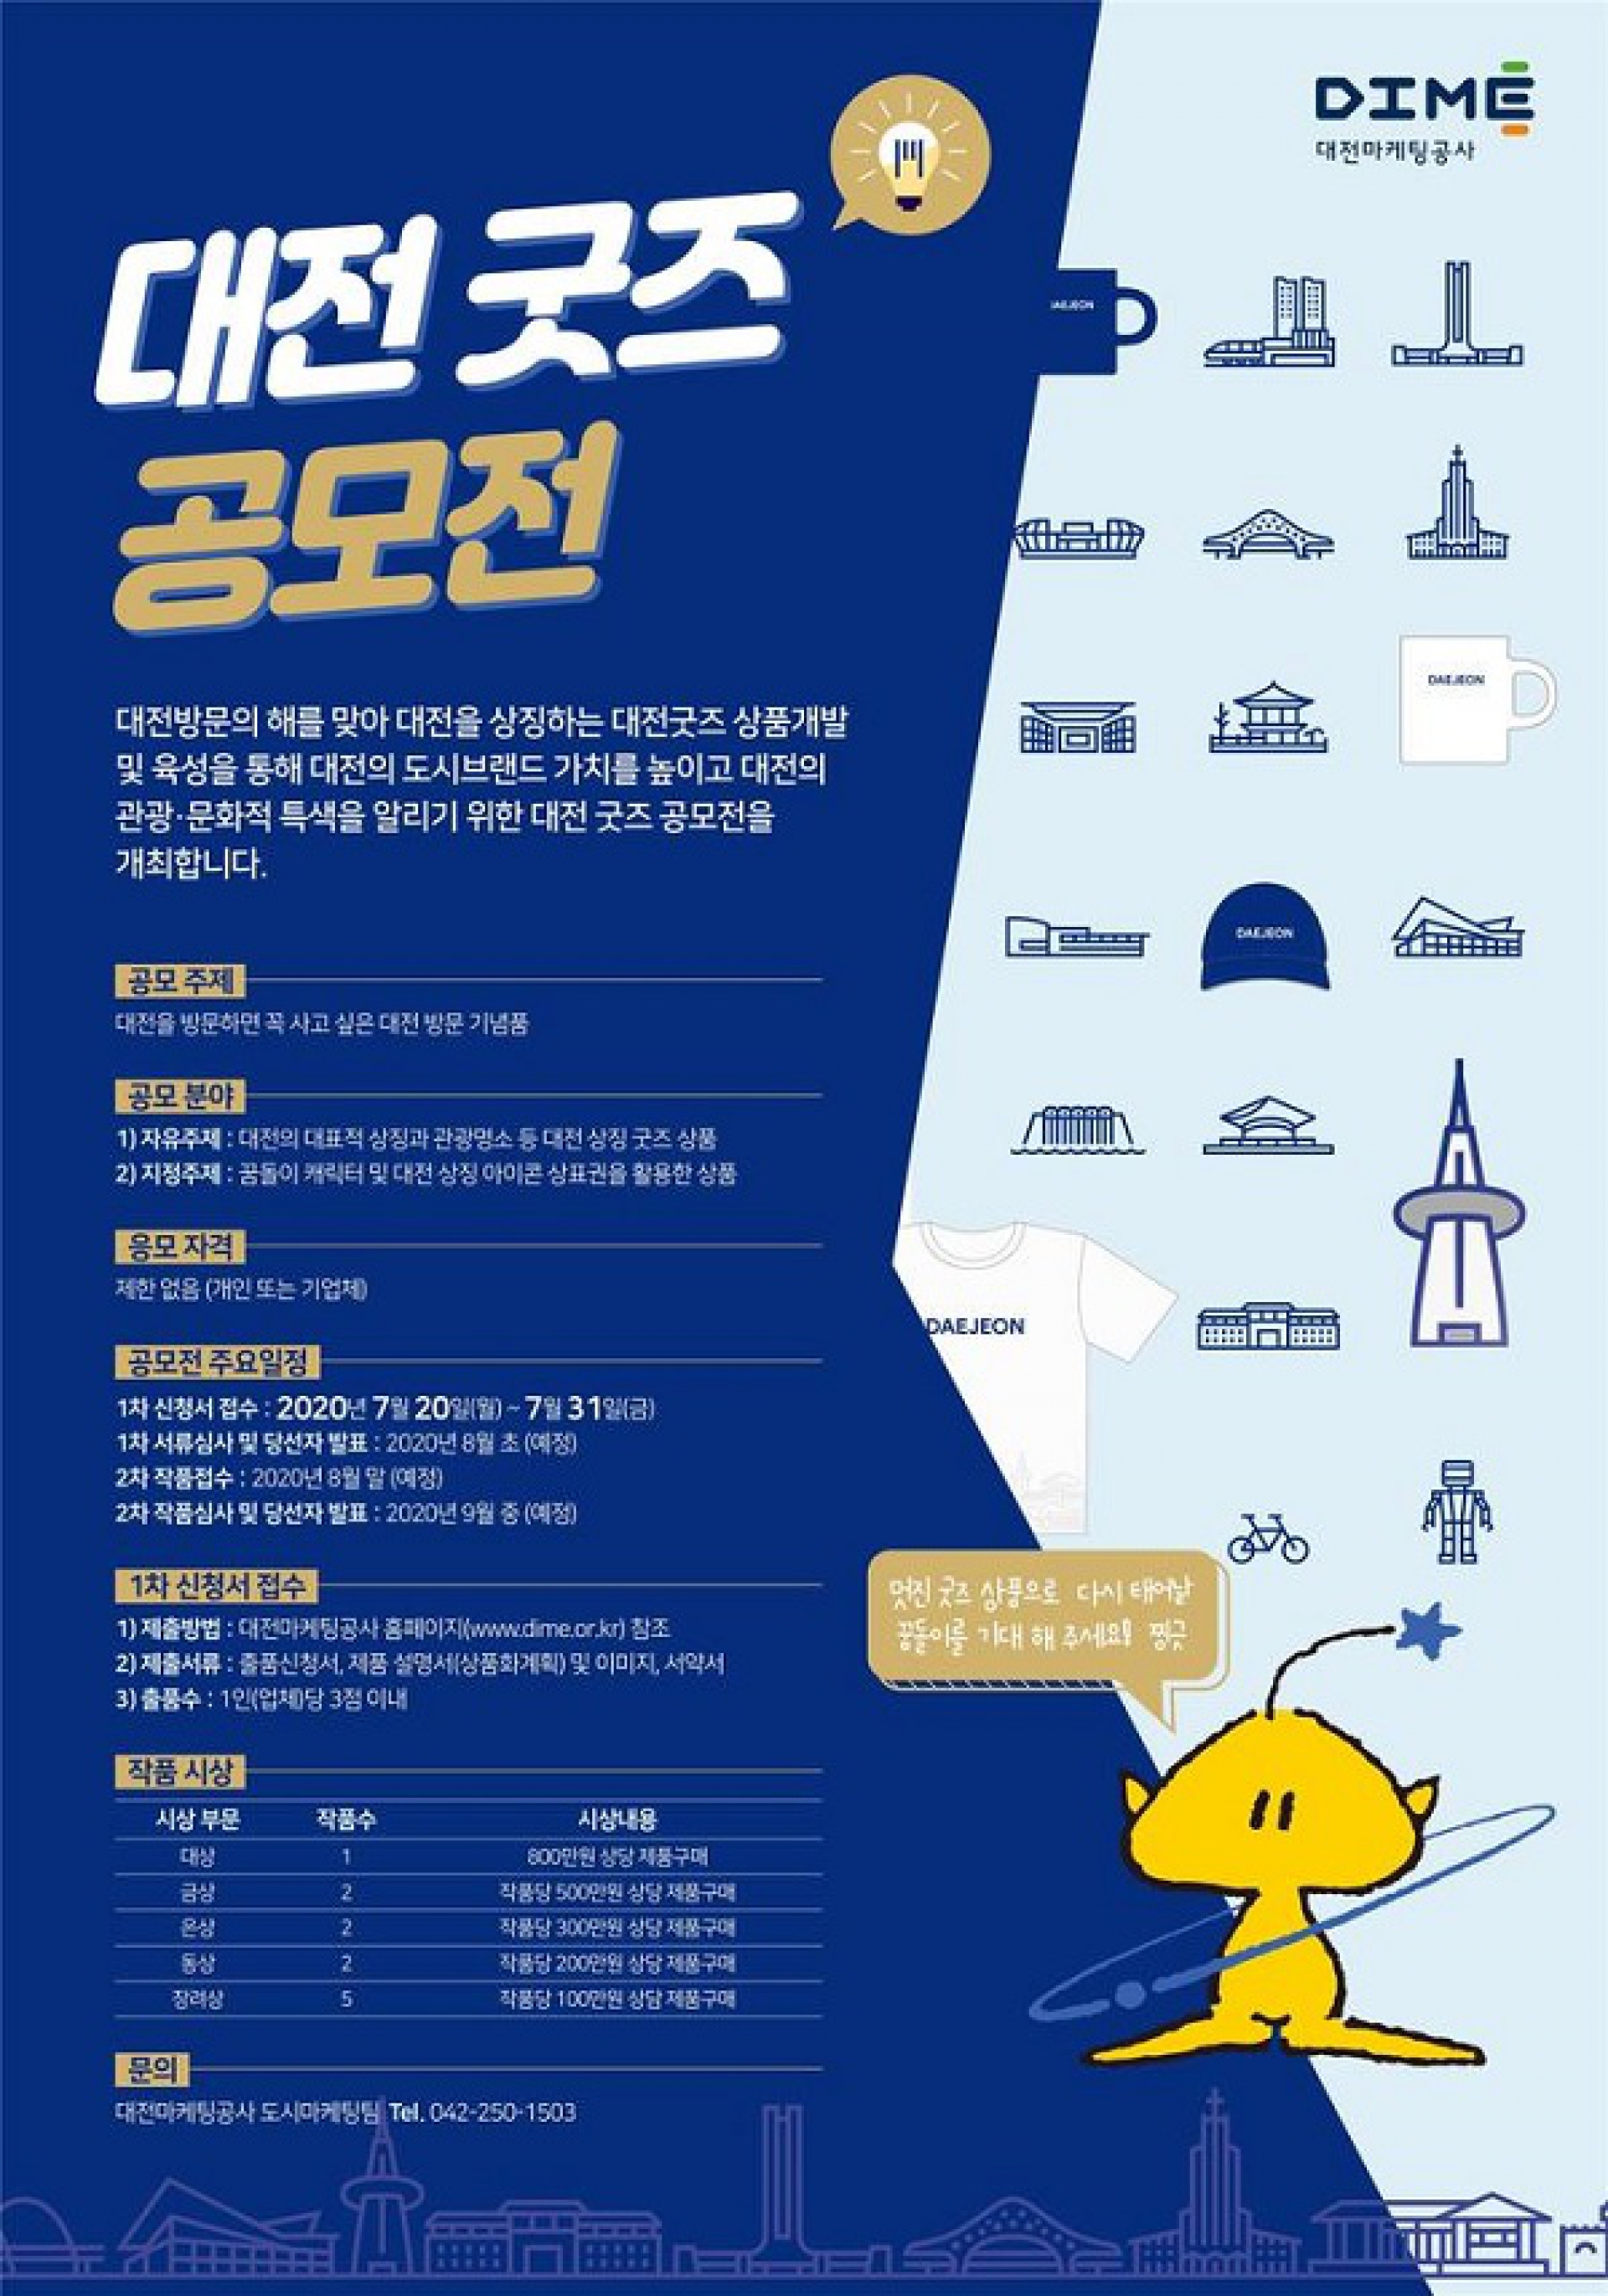 DIME
대전마케팅공사
대전 굿즈
공모전
대전방문의 해를 맞아 대전을 상징하는 대전굿즈 상품개발
및 육성을 통해 대전의 도시브랜드 가치를 높이고 대전의
관광·문화적 특색을 알리기 위한 대전 굿즈 공모전을
개최합니다.
공모 주제
대전을 방문하면 꼭 사고 싶은 대전 방문 기념품
공모 분야
1) 자유주제 : 대전의 대표적 상징과 관광명소 등 대전 상징 굿즈 상품
2) 지정주제 : 꿈돌이 캐릭터 및 대전 상징 아이콘 상표권을 활용한 상품
응모 자격
제한 없음 (개인 또는 기업체)
공모전 주요일정
1차 신청서 접수 : 2020년 7월 20일(월) ~ 7월 31일(금)
1차 서류심사 및 당선자 발표 : 2020년 8월 초 (예정)
2차 작품접수 : 2020년 8월 말 (예정)
2차 작품심사 및 당선자 발표 : 2020년 9월 중 (예정)
1차 신청서 접수
1) 제출방법 : 대전마케팅공사 홈페이지(www.dime.or.kr) 참조
2) 제출서류 : 출품신청서, 제품 설명서(상품화계획) 및 이미지, 서약서
3) 출품수 : 1인(업체)당 3점 이내
작품 시상
시상 부문 작품수 시상내용
대상 1 800만원 상당 제품구매
금상 2 작품당 500만원 상당 제품구매
은상 2 작품당 300만원 상당 제품구매
동상 2 작품당 200만원 상당 제품구매
장려상 5 작품당 100만원 상담 제품구매
문의
대전마케팅공사 도시마케팅팀 Tel. 042-250-1503
DAEJEON
DAEJEON
DAEJEON
DAEJEON
멋진 굿즈 상품으로 다시 태어날
꿈돌이를 기대 해 주세요! 찡긋